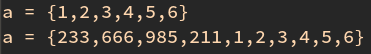 a = {1,2,3,4,5,6}
a = {233,666,985,211,1,2,3,4,5,6}